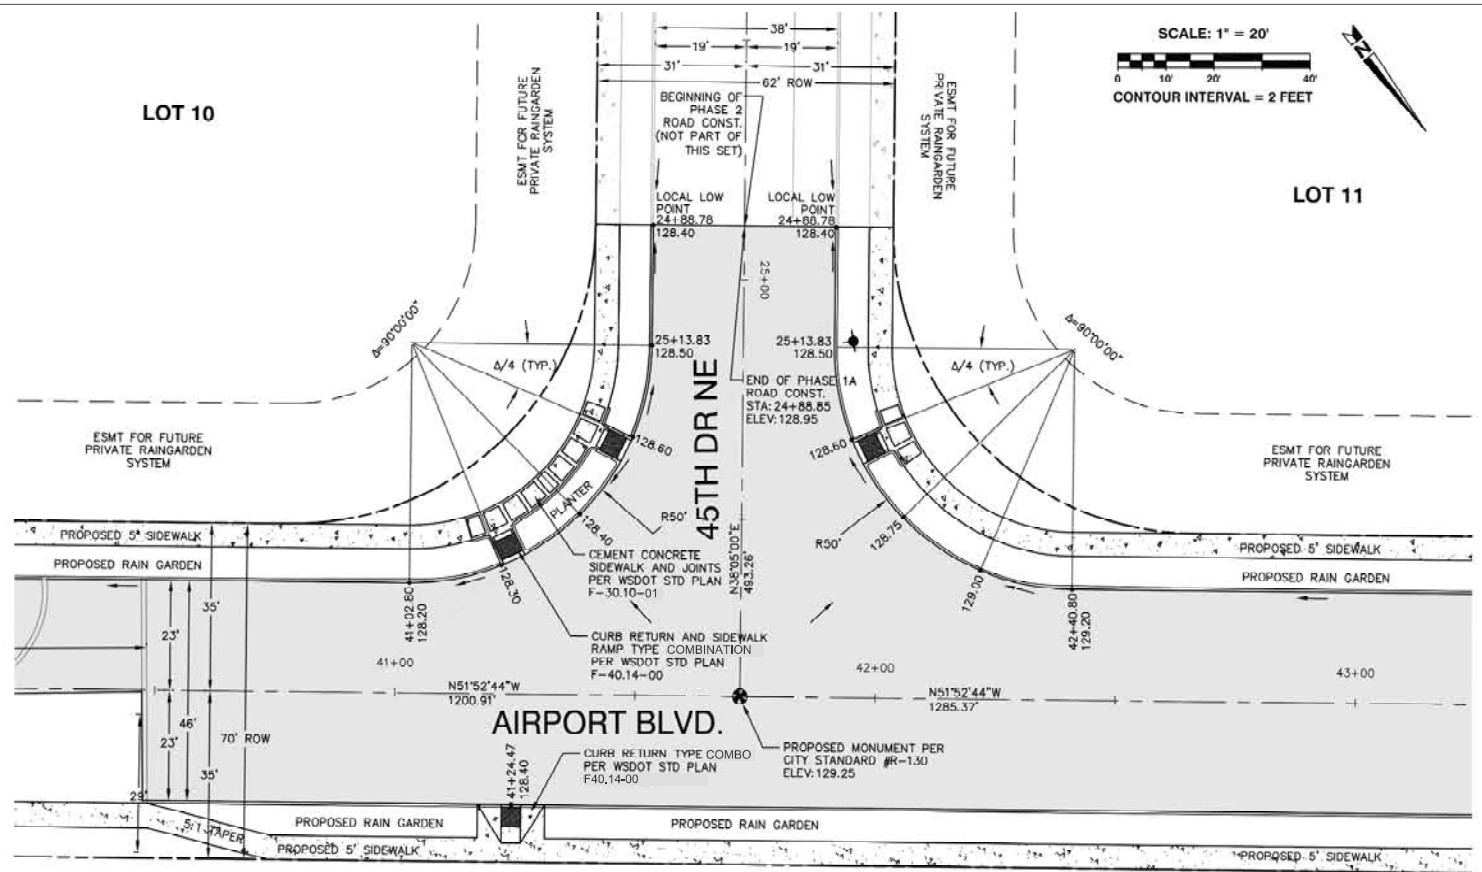 38'
19'
19'
31'
31'
62' ROW
SCALE: 1" = 20'
0 10' 20' 40'
CONTOUR INTERVAL = 2 FEET
N
LOT 10
LOT 11
ESMT FOR FUTURE
PRIVATE RAINGARDEN
SYSTEM
ESMT FOR FUTURE
PRIVATE RAINGARDEN
SYSTEM
BEGINNING OF
PHASE 2
ROAD CONST.
(NOT PART OF
THIS SET)
LOCAL LOW
POINT
24+88.78
128.40
LOCAL LOW
POINT
24+88.78
128.40
25+00
Δ=90°00'00"
Δ=90°00'00"
25+13.83
128.50
25+13.83
128.50
Δ/4 (TYP.)
Δ/4 (TYP.)
45TH DR NE
END OF PHASE 1A
ROAD CONST.
STA: 24+88.85
ELEV: 128.95
ESMT FOR FUTURE
PRIVATE RAINGARDEN
SYSTEM
ESMT FOR FUTURE
PRIVATE RAINGARDEN
SYSTEM
128.60
128.60
PLANTER
R50'
R50'
128.40
128.75
128.30
129.00
N38°05'00"E
493.26'
PROPOSED 5' SIDEWALK
PROPOSED RAIN GARDEN
PROPOSED 5' SIDEWALK
PROPOSED RAIN GARDEN
CEMENT CONCRETE
SIDEWALK AND JOINTS
PER WSDOT STD PLAN
F-30.10-01
41+02.80
128.20
42+40.80
129.20
CURB RETURN AND SIDEWALK
RAMP TYPE COMBINATION
PER WSDOT STD PLAN
F-40.14-00
23'
35'
41+00
42+00
43+00
N51°52'44"W
1200.91'
N51°52'44"W
1285.37'
AIRPORT BLVD.
23'
46'
70' ROW
35'
29'
41+24.47
128.40
CURB RETURN TYPE COMBO
PER WSDOT STD PLAN
F40.14-00
PROPOSED MONUMENT PER
CITY STANDARD #R-130
ELEV: 129.25
5:1 TAPER
PROPOSED RAIN GARDEN
PROPOSED RAIN GARDEN
PROPOSED 5' SIDEWALK
PROPOSED 5' SIDEWALK